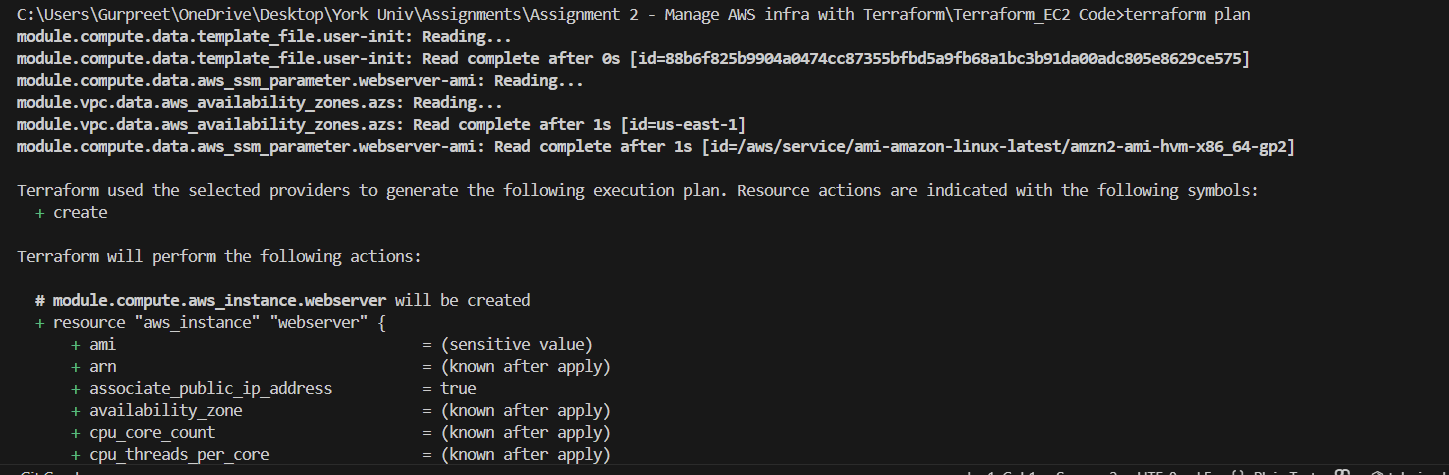 C:\Users\Gurpreet\OneDrive\Desktop\York Univ\Assignments\Assignment 2 - Manage AWS infra with Terraform\Terraform_EC2 Code>terraform plan
module.compute.data.template_file.user-init: Reading...
module.compute.data.template_file.user-init: Read complete after 0s [id=88b6f825b9904a0474cc87355bfbd5a9fb68a1bc3b91da00adc805e8629ce575]
module.compute.data.aws_ssm_parameter.webserver-ami: Reading...
module.vpc.data.aws_availability_zones.azs: Reading...
module.vpc.data.aws_availability_zones.azs: Read complete after 1s [id=us-east-1]
module.compute.data.aws_ssm_parameter.webserver-ami: Read complete after 1s [id=/aws/service/ami-amazon-linux-latest/amzn2-ami-hvm-x86_64-gp2]
Terraform used the selected providers to generate the following execution plan. Resource actions are indicated with the following symbols:
+ create
Terraform will perform the following actions:
# module.compute.aws_instance.webserver will be created
+ resource "aws_instance" "webserver" {
+ ami = (sensitive value)
+ arn = (known after apply)
+ associate_public_ip_address = true
+ availability_zone = (known after apply)
+ cpu_core_count = (known after apply)
+ cpu_threads_per_core = (known after apply)